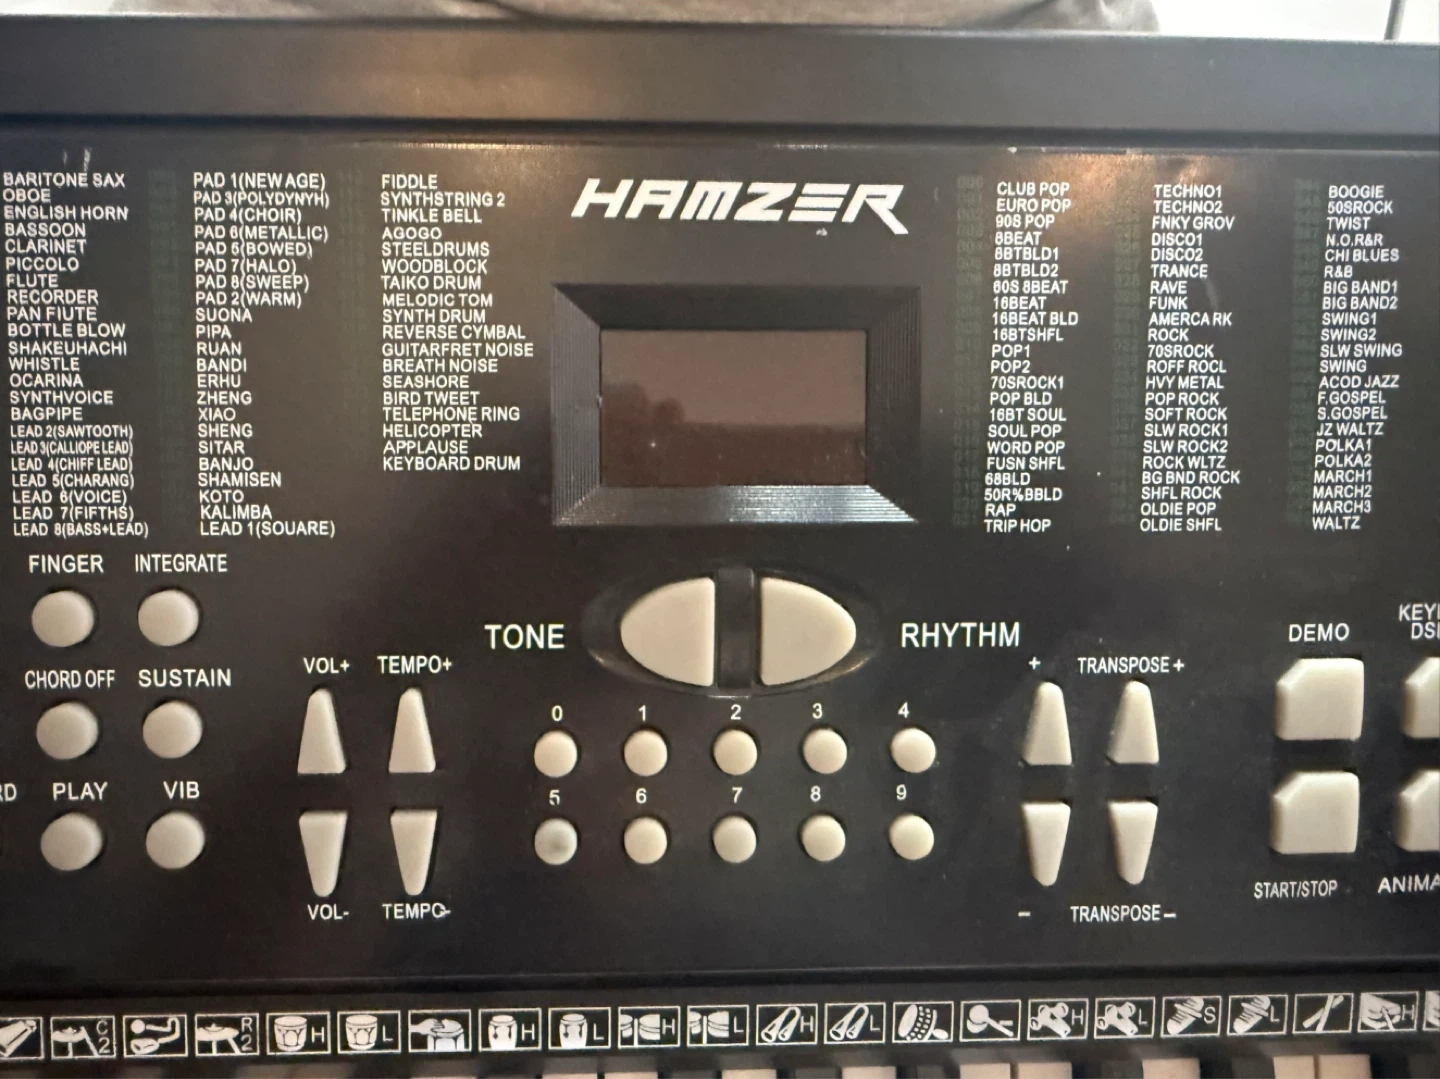 BARITONE SAX
OBOE
ENGLISH HORN
BASSOON
CLARINET
PICCOLO
FLUTE
RECORDER
PAN FIUTE
BOTTLE BLOW
SHAKEUHACHI
WHISTLE
OCARINA
SYNTHVOICE
BAGPIPE
LEAD 2(SAWTOOTH)
LEAD 3(CALLIOPE LEAD)
LEAD 4(CHIFF LEAD)
LEAD 5(CHARANG)
LEAD 6(VOICE)
LEAD 7(FIFTHS)
LEAD 8(BASS+LEAD)
PAD 1(NEW AGE)
PAD 3(POLYDYNYH)
PAD 4(CHOIR)
PAD 6(METALLIC)
PAD 5(BOWED)
PAD 7(HALO)
PAD 8(SWEEP)
PAD 2(WARM)
SUONA
PIPA
RUAN
BANDI
ERHU
ZHENG
XIAO
SHENG
SITAR
BANJO
SHAMISEN
KOTO
KALIMBA
LEAD 1(SOUARE)
FIDDLE
SYNTHSTRING 2
TINKLE BELL
AGOGO
STEELDRUMS
WOODBLOCK
TAIKO DRUM
MELODIC TOM
SYNTH DRUM
REVERSE CYMBAL
GUITARFRET NOISE
BREATH NOISE
SEASHORE
BIRD TWEET
TELEPHONE RING
HELICOPTER
APPLAUSE
KEYBOARD DRUM
HAMZER
CLUB POP
EURO POP
90S POP
8BEAT
8BTBLD1
8BTBLD2
60S 8BEAT
16BEAT
16BEAT BLD
16BTSHFL
POP1
POP2
70SROCK1
POP BLD
16BT SOUL
SOUL POP
WORD POP
FUSN SHFL
68BLD
50R%BBLD
RAP
TRIP HOP
TECHNO1
TECHNO2
FNKY GROV
DISCO1
DISCO2
TRANCE
RAVE
FUNK
AMERCA RK
ROCK
70SROCK
ROFF ROCL
HVY METAL
POP ROCK
SOFT ROCK
SLW ROCK1
SLW ROCK2
ROCK WLTZ
BG BND ROCK
SHFL ROCK
OLDIE POP
OLDIE SHFL
BOOGIE
50SROCK
TWIST
N.O.R&R
CHI BLUES
R&B
BIG BAND1
BIG BAND2
SWING1
SWING2
SLW SWING
SWING
ACOD JAZZ
F.GOSPEL
S.GOSPEL
JZ WALTZ
POLKA1
POLKA2
MARCH1
MARCH2
MARCH3
WALTZ
FINGER INTEGRATE
CHORD OFF SUSTAIN
PLAY VIB
VOL+ TEMPO+
VOL- TEMPO-
TONE RHYTHM
0 1 2 3 4
5 6 7 8 9
+ TRANSPOSE +
- TRANSPOSE -
DEMO
START/STOP
C2 R2 H L H L H L H L H L S L H